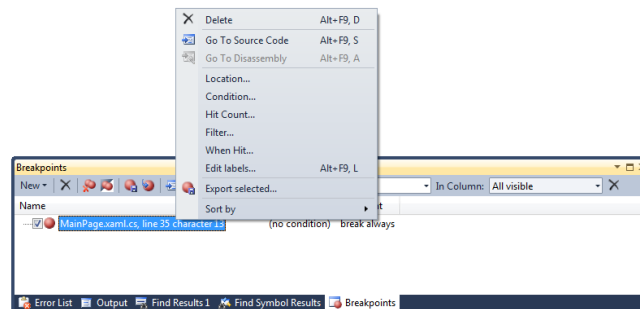 Delete Alt+F9, D
Go To Source Code Alt+F9, S
Go To Disassembly Alt+F9, A
Location...
Condition...
Hit Count...
Filter...
When Hit...
Edit labels... Alt+F9, L
Export selected...
Sort by
Breakpoints
New In Column: All visible
Name
MainPage.xaml.cs, line 35 character 13 (no condition) break always
Error List Output Find Results 1 Find Symbol Results Breakpoints